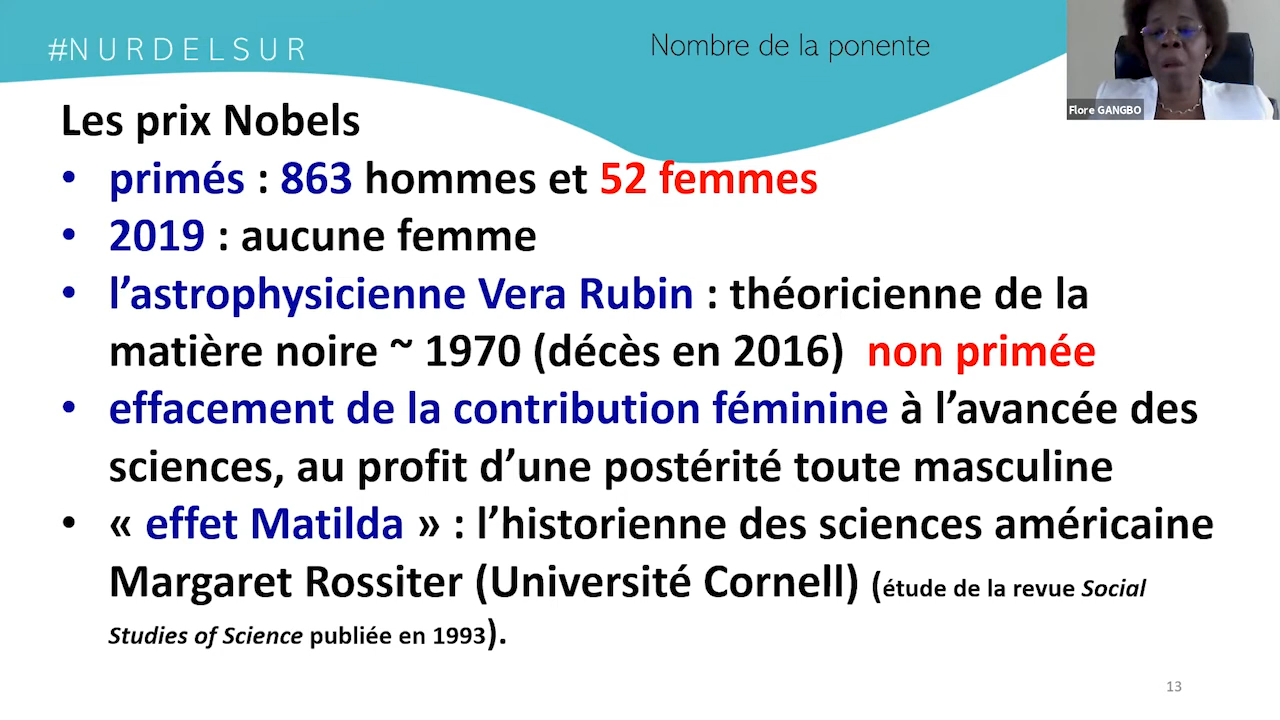 #NURDELSUR
Nombre de la ponente
Flore GANGBO
Les prix Nobels
• primés : 863 hommes et 52 femmes
• 2019 : aucune femme
• l’astrophysicienne Vera Rubin : théoricienne de la
matière noire ~ 1970 (décès en 2016) non primée
• effacement de la contribution féminine à l’avancée des
sciences, au profit d’une postérité toute masculine
• « effet Matilda » : l’historienne des sciences américaine
Margaret Rossiter (Université Cornell) (étude de la revue Social
Studies of Science publiée en 1993).
13